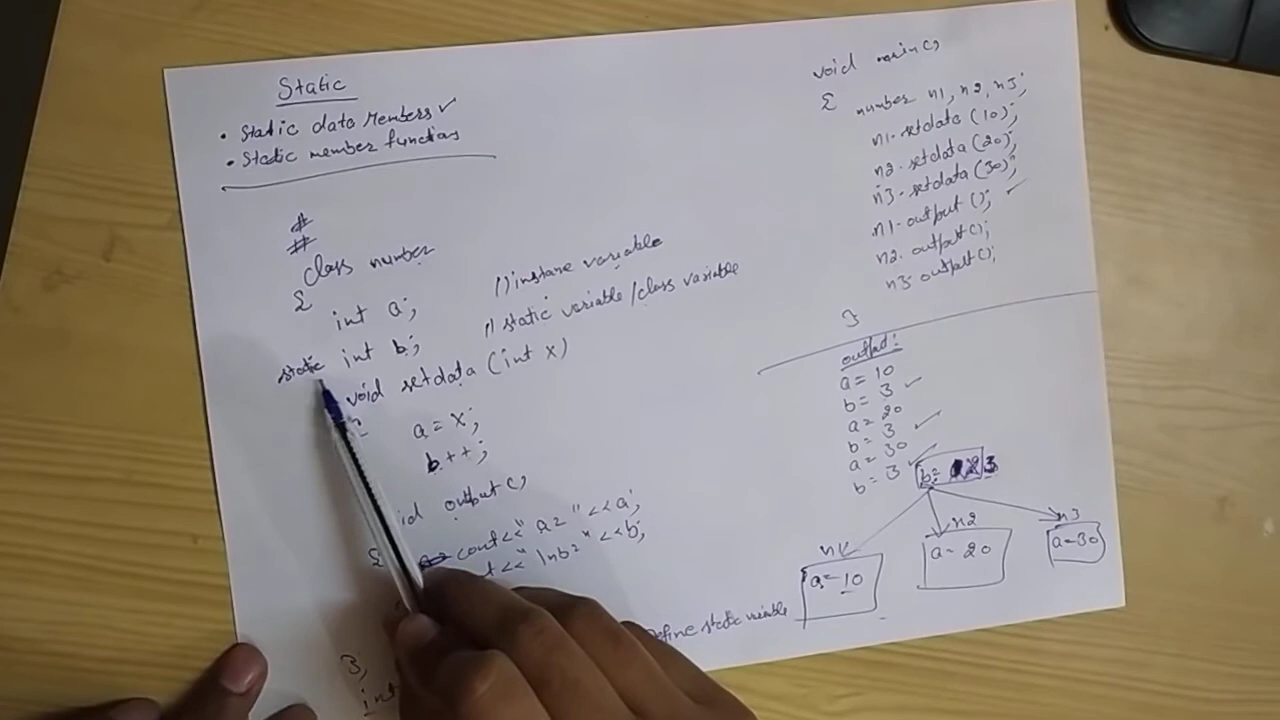 Static
• Static data Members ✓
• Static member functions
#
#
class number
{
int a; // instane variable
static int b; // static variable / class variable
void setdata (int x)
{
a = x;
b++;
output()
{ cout<<"a="<<a;
<<"\nb="<<b;
};
int
Define static variable
void main()
{ number n1, n2, n3;
n1.setdata(10);
n2.setdata(20);
n3.setdata(30);
n1.output(); ✓
n2.output();
n3.output();
}
output:
a = 10
b = 3 ✓
a = 20
b = 3 ✓
a = 30
b = 3 ✓
b= 3
n1 n2 n3
a=10 a=20 a=30